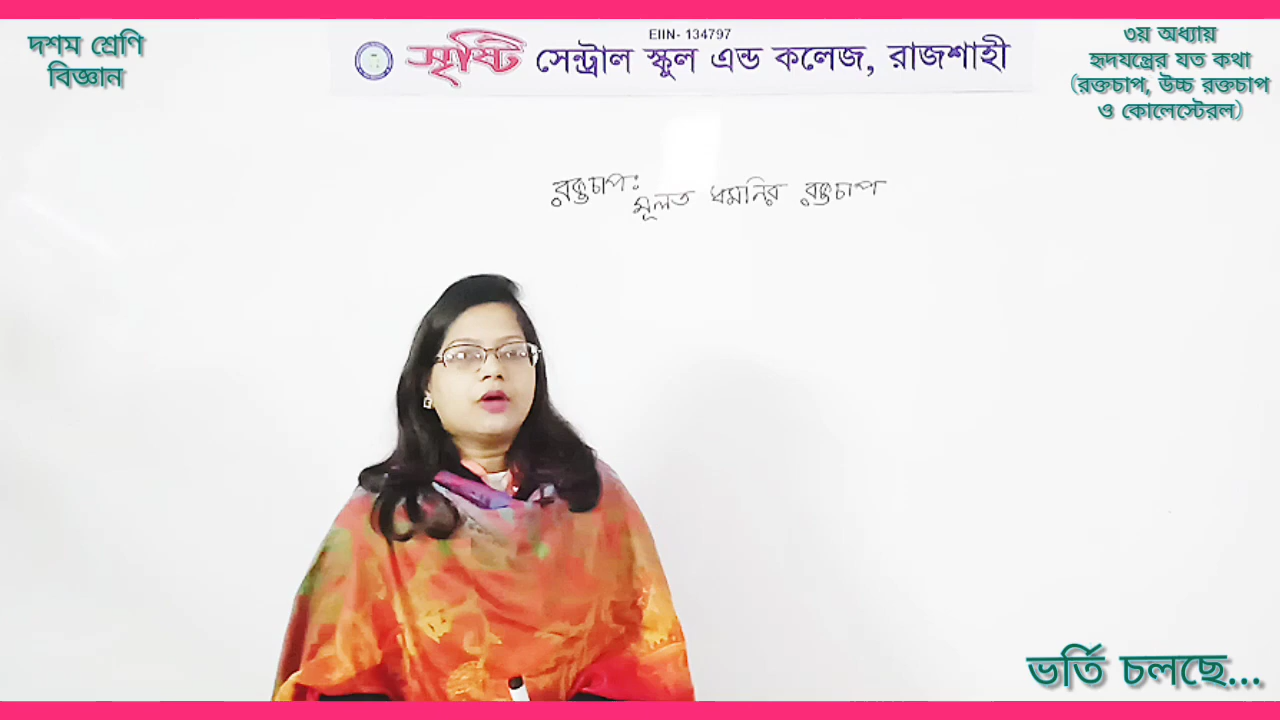 দশম শ্রেণি
বিজ্ঞান
EIIN- 134797
সৃষ্টি সেন্ট্রাল স্কুল এন্ড কলেজ, রাজশাহী
৩য় অধ্যায়
হৃদযন্ত্রের যত কথা
(রক্তচাপ, উচ্চ রক্তচাপ
ও কোলেস্টেরল)
রক্তচাপঃ
মূলত ধমনির রক্তচাপ
ভর্তি চলছে...